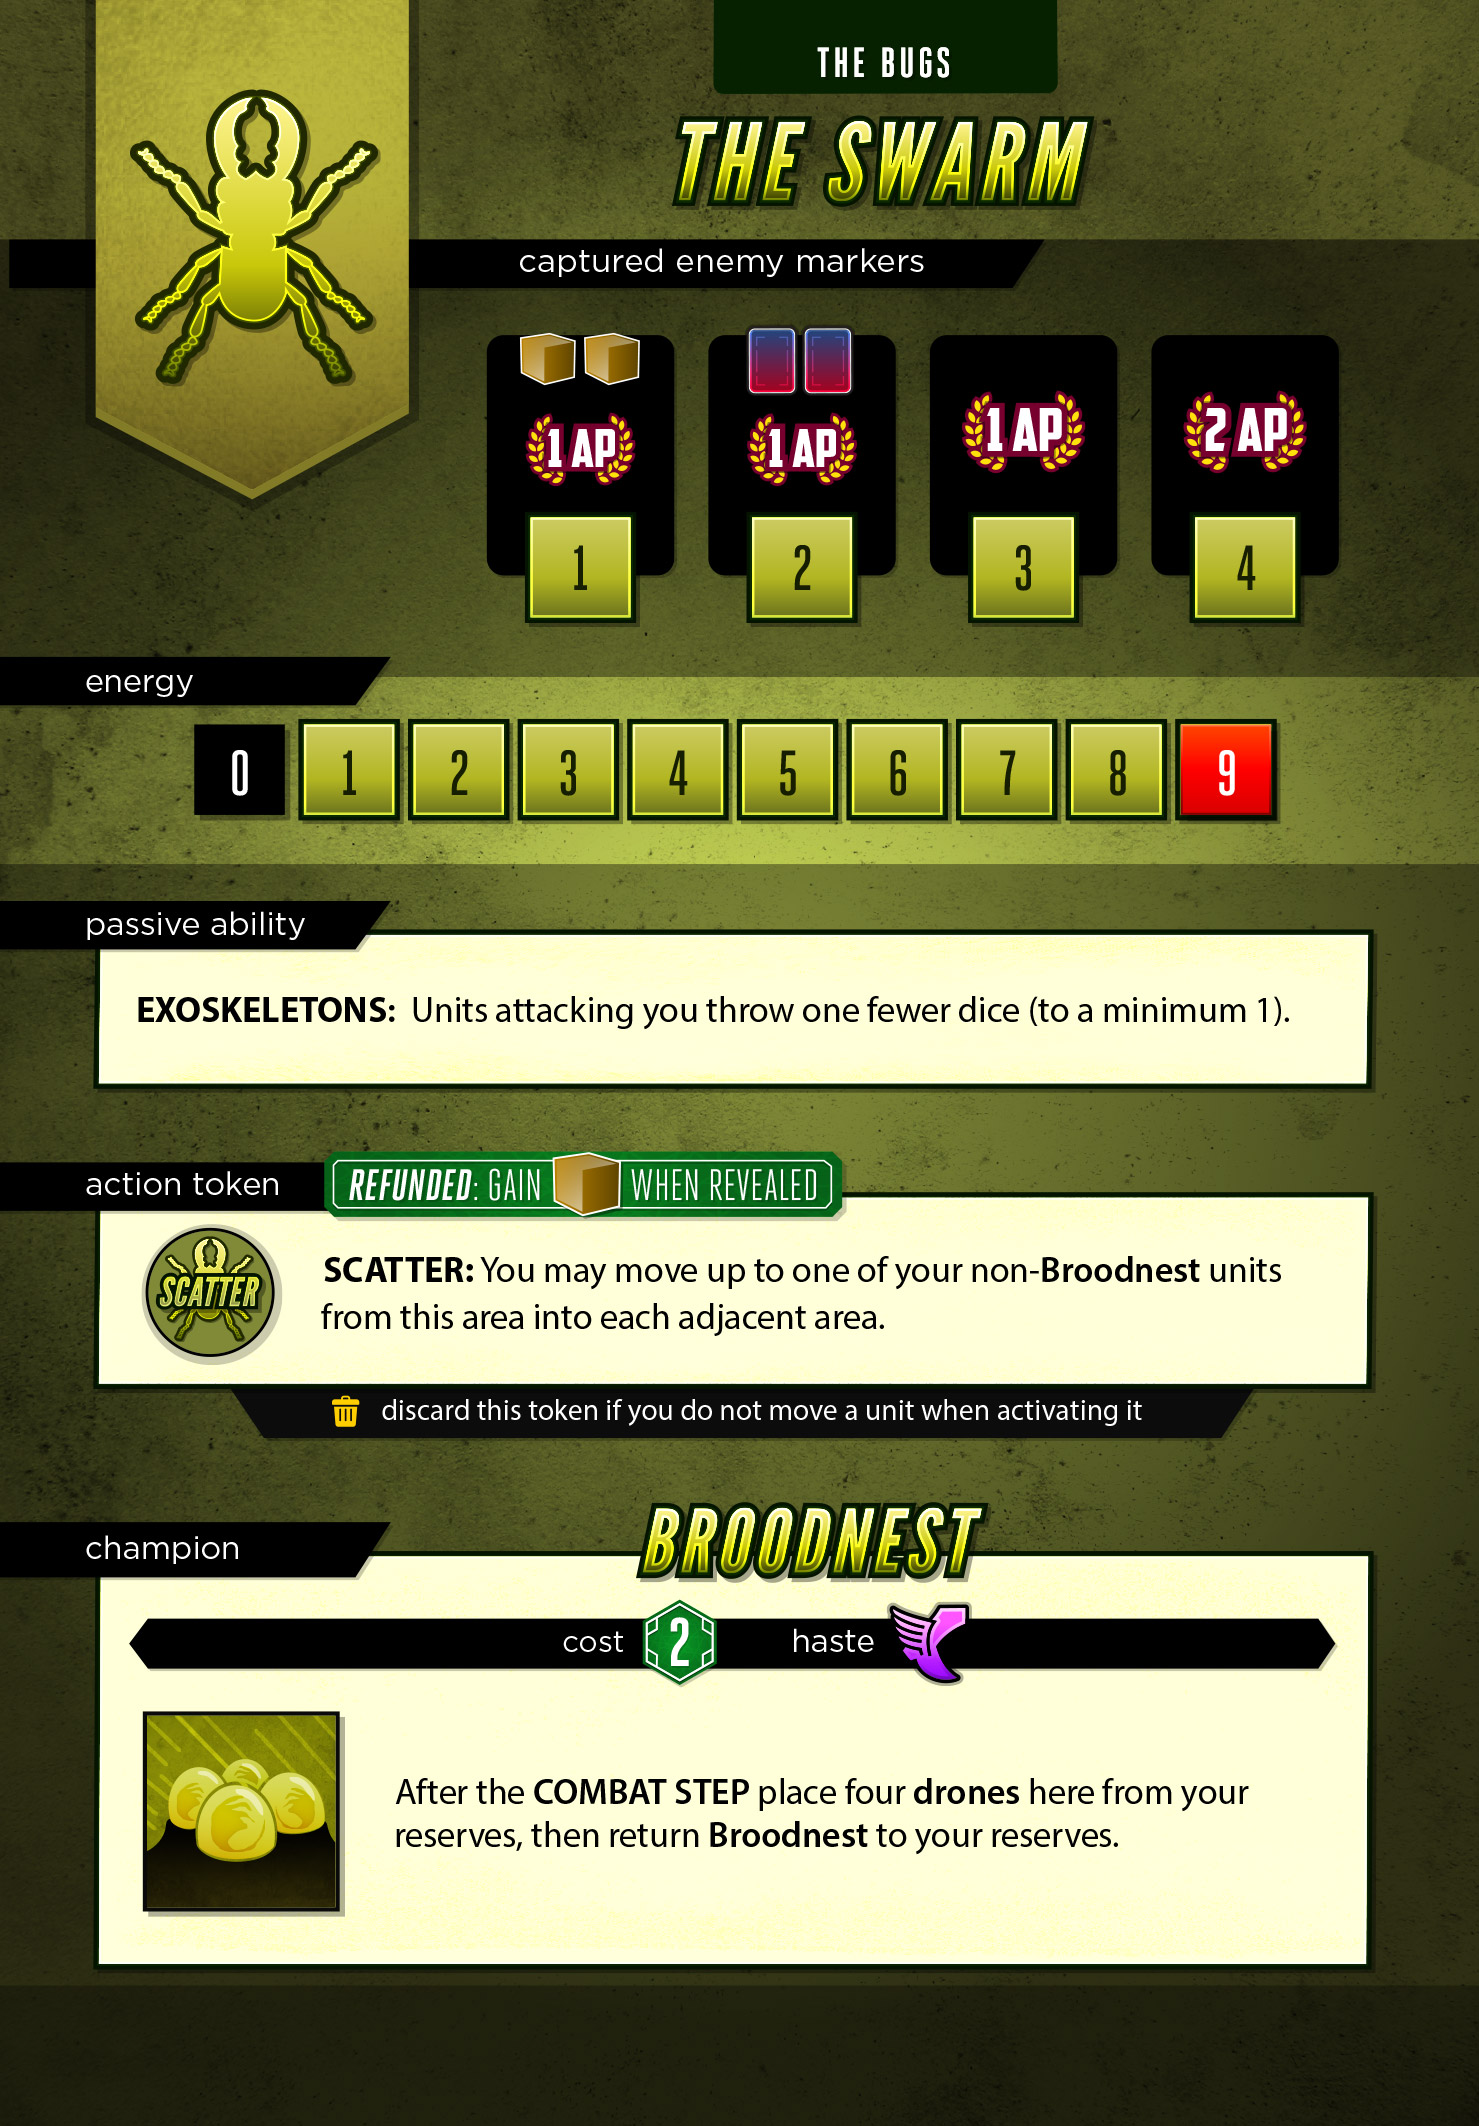 THE BUGS
THE SWARM
captured enemy markers
1 AP
1 AP
1 AP
2 AP
1
2
3
4
energy
0
1
2
3
4
5
6
7
8
9
passive ability
EXOSKELETONS: Units attacking you throw one fewer dice (to a minimum 1).
action token
REFUNDED: GAIN WHEN REVEALED
SCATTER
SCATTER: You may move up to one of your non-Broodnest units
from this area into each adjacent area.
discard this token if you do not move a unit when activating it
champion
BROODNEST
cost 2 haste
After the COMBAT STEP place four drones here from your
reserves, then return Broodnest to your reserves.